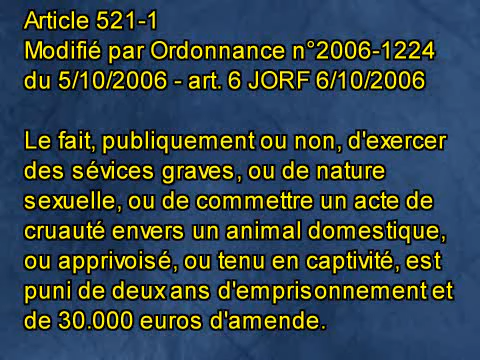 Article 521-1
Modifié par Ordonnance n°2006-1224
du 5/10/2006 - art. 6 JORF 6/10/2006
Le fait, publiquement ou non, d'exercer
des sévices graves, ou de nature
sexuelle, ou de commettre un acte de
cruauté envers un animal domestique,
ou apprivoisé, ou tenu en captivité, est
puni de deux ans d'emprisonnement et
de 30.000 euros d'amende.